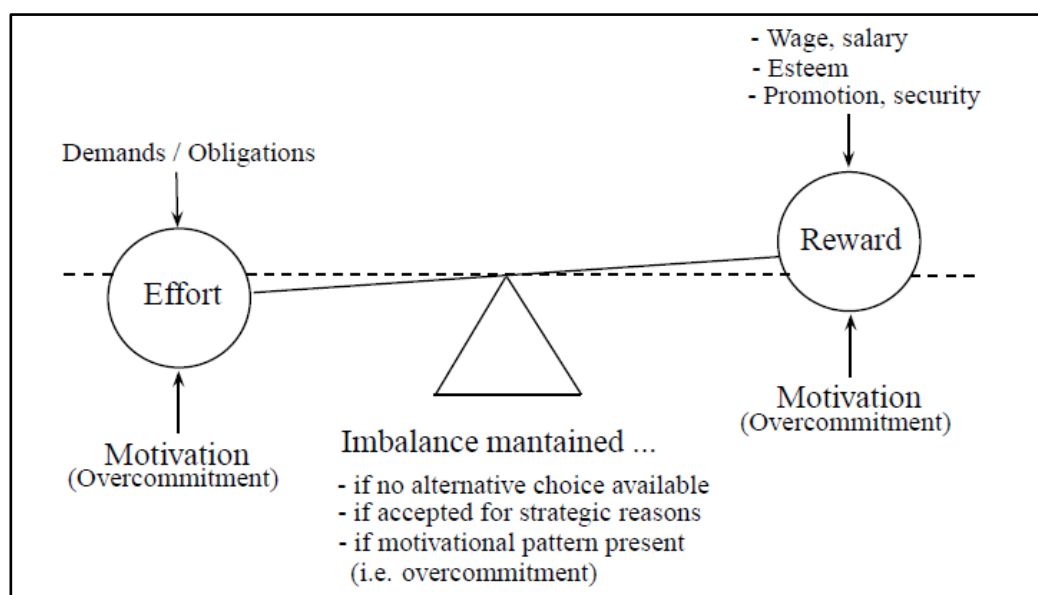 - Wage, salary
- Esteem
- Promotion, security
Demands / Obligations
Reward
Effort
Motivation
(Overcommitment)
Motivation
(Overcommitment)
Imbalance mantained ...
- if no alternative choice available
- if accepted for strategic reasons
- if motivational pattern present
(i.e. overcommitment)